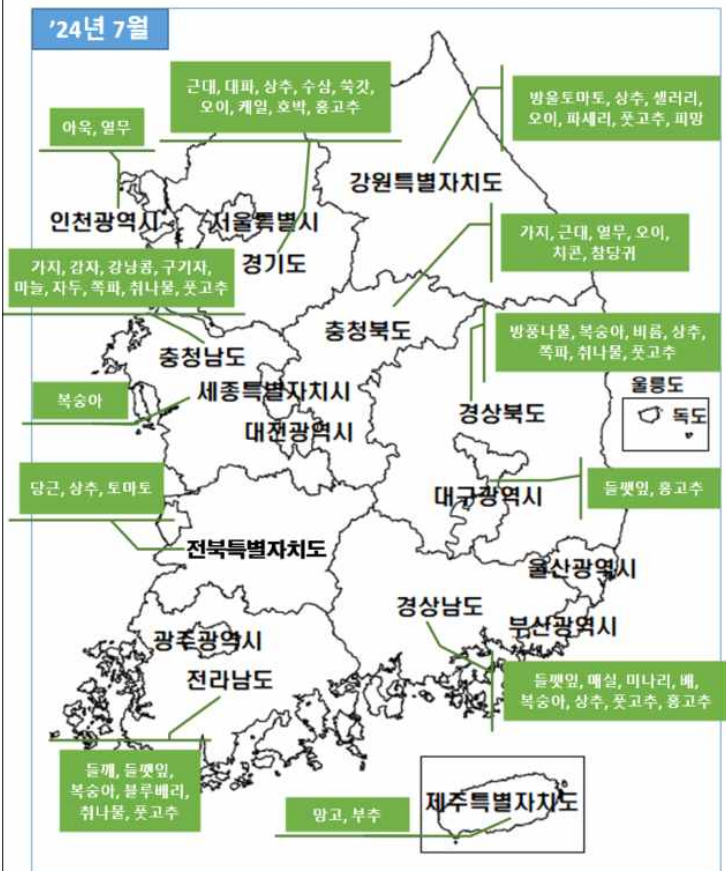 ’24년 7월
근대, 대파, 상추, 수삼, 쑥갓,
오이, 케일, 호박, 홍고추
방울토마토, 상추, 셀러리,
오이, 파세리, 풋고추, 피망
아욱, 열무
강원특별자치도
인천광역시
서울특별시
경기도
가지, 근대, 열무, 오이,
치콘, 참당귀
가지, 감자, 강낭콩, 구기자,
마늘, 자두, 쪽파, 취나물, 풋고추
충청북도
충청남도
방풍나물, 복숭아, 비름, 상추,
쪽파, 취나물, 풋고추
울릉도
독도
복숭아
세종특별자치시
경상북도
대전광역시
당근, 상추, 토마토
대구광역시
들깻잎, 홍고추
전북특별자치도
울산광역시
경상남도
부산광역시
광주광역시
전라남도
들깻잎, 매실, 미나리, 배,
복숭아, 상추, 풋고추, 홍고추
들깨, 들깻잎,
복숭아, 블루베리,
취나물, 풋고추
제주특별자치도
망고, 부추